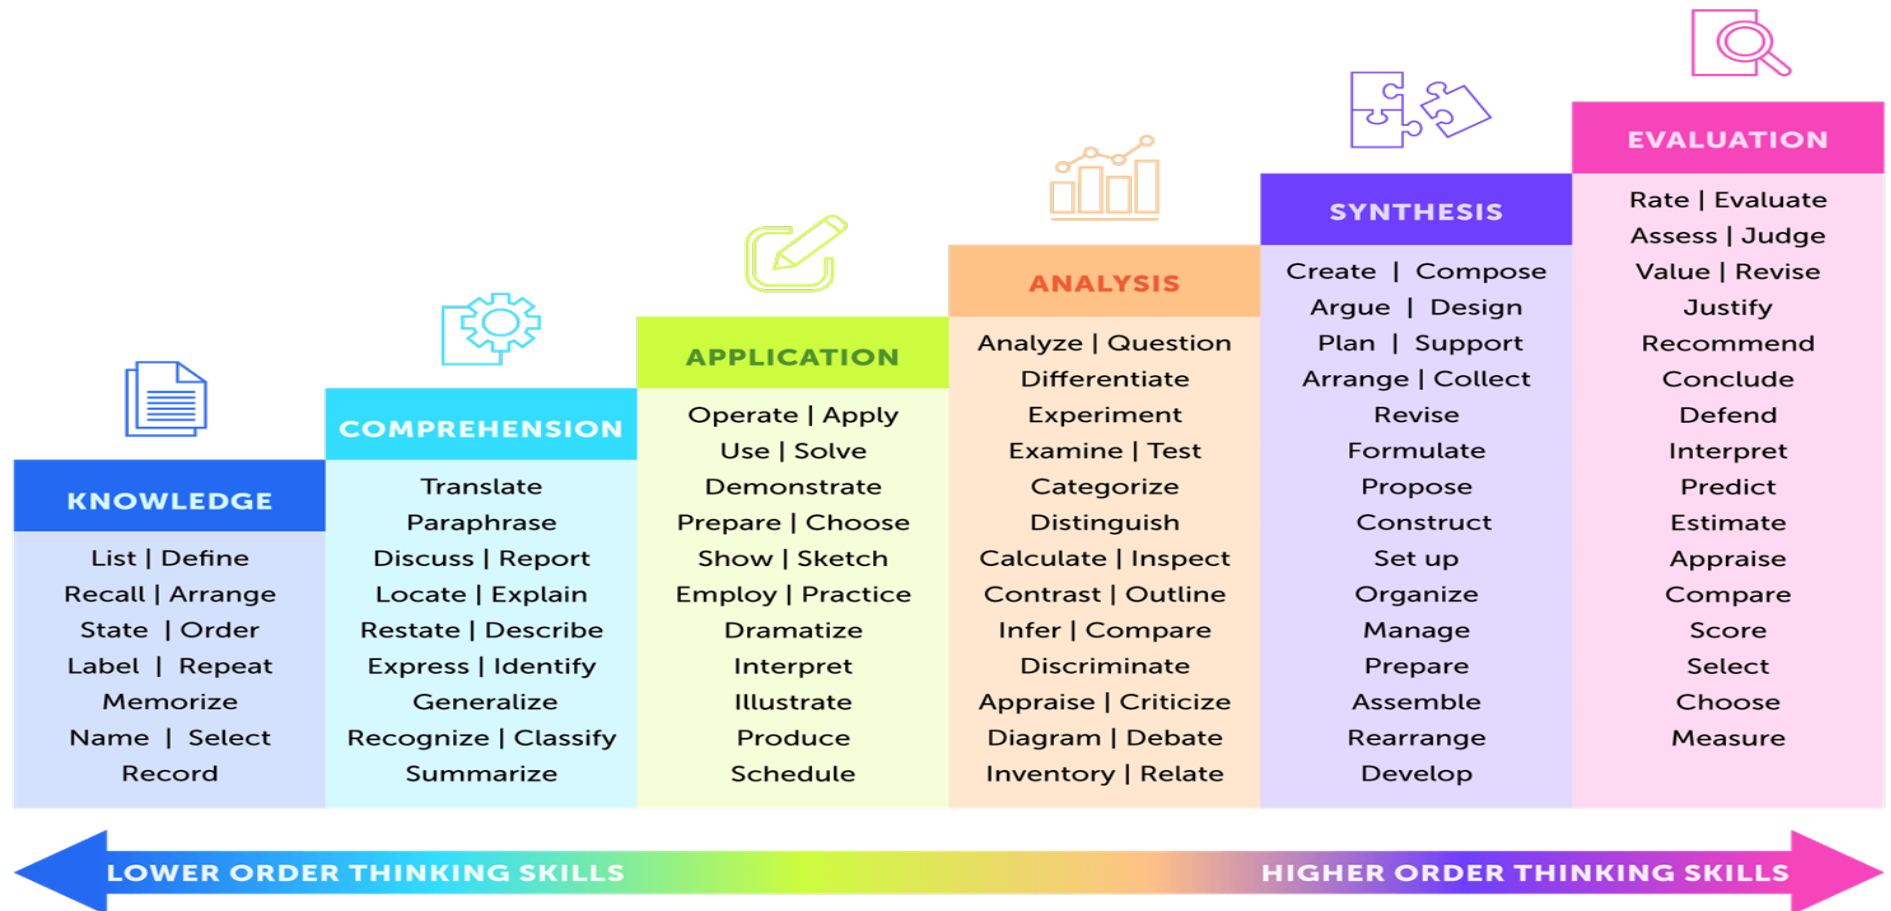 KNOWLEDGE
List | Define
Recall | Arrange
State | Order
Label | Repeat
Memorize
Name | Select
Record
COMPREHENSION
Translate
Paraphrase
Discuss | Report
Locate | Explain
Restate | Describe
Express | Identify
Generalize
Recognize | Classify
Summarize
APPLICATION
Operate | Apply
Use | Solve
Demonstrate
Prepare | Choose
Show | Sketch
Employ | Practice
Dramatize
Interpret
Illustrate
Produce
Schedule
ANALYSIS
Analyze | Question
Differentiate
Experiment
Examine | Test
Categorize
Distinguish
Calculate | Inspect
Contrast | Outline
Infer | Compare
Discriminate
Appraise | Criticize
Diagram | Debate
Inventory | Relate
SYNTHESIS
Create | Compose
Argue | Design
Plan | Support
Arrange | Collect
Revise
Formulate
Propose
Construct
Set up
Organize
Manage
Prepare
Assemble
Rearrange
Develop
EVALUATION
Rate | Evaluate
Assess | Judge
Value | Revise
Justify
Recommend
Conclude
Defend
Interpret
Predict
Estimate
Appraise
Compare
Score
Select
Choose
Measure
LOWER ORDER THINKING SKILLS
HIGHER ORDER THINKING SKILLS